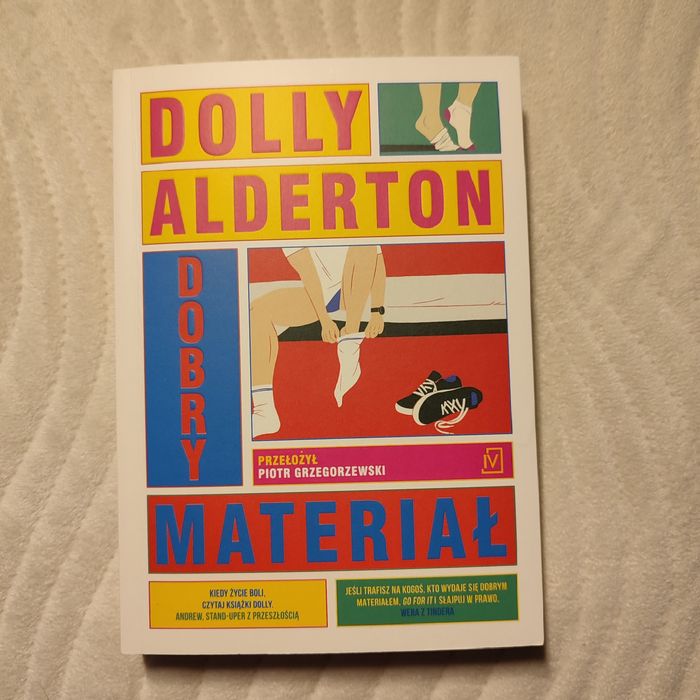 DOLLY
ALDERTON
DOBRY
KXV
PRZEŁOŻYŁ
PIOTR GRZEGORZEWSKI
MATERIAŁ
KIEDY ŻYCIE BOLI,
CZYTAJ KSIĄŻKI DOLLY.
ANDREW, STAND-UPER Z PRZESZŁOŚCIĄ
JEŚLI TRAFISZ NA KOGOŚ, KTO WYDAJE SIĘ DOBRYM
MATERIAŁEM, GO FOR IT I SŁAJPUJ W PRAWO.
WERA Z TINDERA